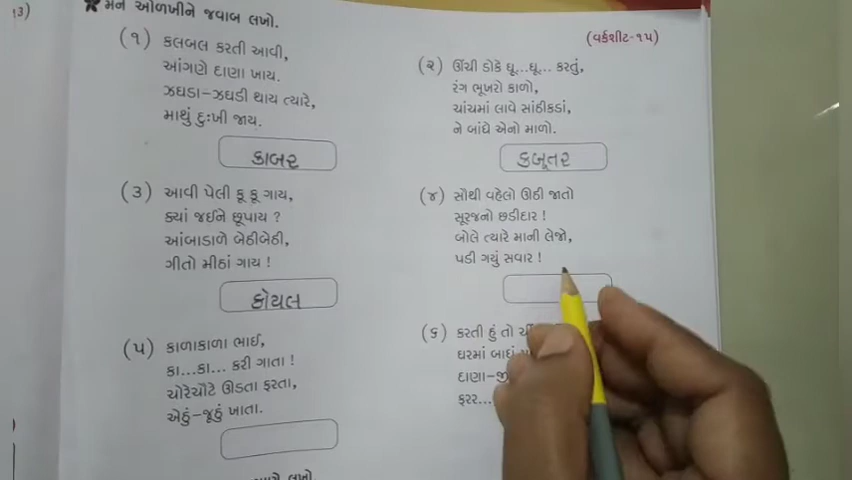 ૧૩)
★ મને ઓળખીને જવાબ લખો.
(વર્કશીટ-૧૫)
(૧) કલબલ કરતી આવી,
આંગણે દાણા ખાય.
ઝઘડા-ઝઘડી થાય ત્યારે,
માથું દુઃખી જાય.
કાબર
(૨) ઊંચી ડોકે ઘૂ...ઘૂ... કરતું,
રંગ ભૂખરો કાળો,
ચાંચમાં લાવે સાંઠીકડાં,
ને બાંધે એનો માળો.
કબૂતર
(૩) આવી પેલી કૂ કૂ ગાય,
ક્યાં જઈને છૂપાય ?
આંબાડાળે બેઠીબેઠી,
ગીતો મીઠાં ગાય !
કોયલ
(૪) સૌથી વહેલો ઊઠી જાતો
સૂરજનો છડીદાર !
બોલે ત્યારે માની લેજો,
પડી ગયું સવાર !
(૫) કાળાકાળા ભાઈ,
કા...કા... કરી ગાતા !
ચોરેચૌટે ઊડતા ફરતા,
એઠું-જૂઠું ખાતા.
(૬) કરતી હું તો
ઘરમાં બાંધું
દાણા-
ફરર...
લખો.